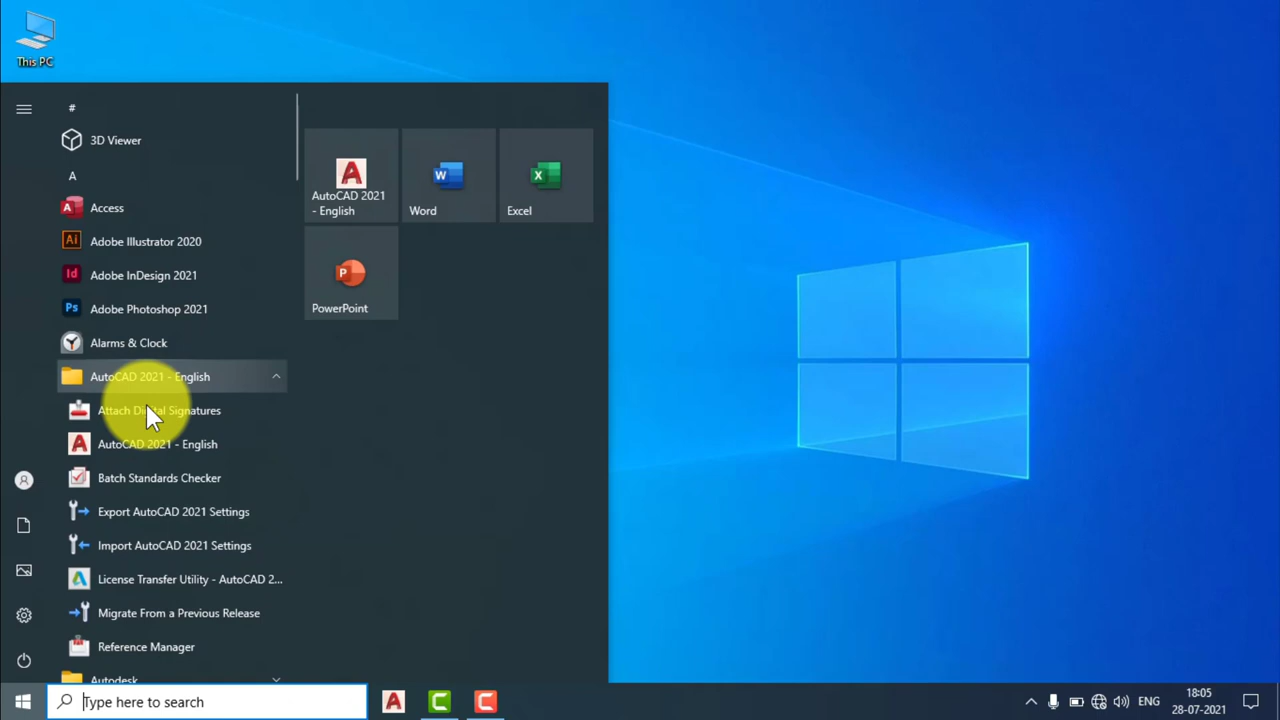 This PC
#
3D Viewer
A
Access
Adobe Illustrator 2020
Adobe InDesign 2021
Adobe Photoshop 2021
Alarms & Clock
AutoCAD 2021 - English
Attach Digital Signatures
AutoCAD 2021 - English
Batch Standards Checker
Export AutoCAD 2021 Settings
Import AutoCAD 2021 Settings
License Transfer Utility - AutoCAD 2...
Migrate From a Previous Release
Reference Manager
Autodesk
AutoCAD 2021
- English
Word
Excel
PowerPoint
Type here to search
ENG
18:05
28-07-2021